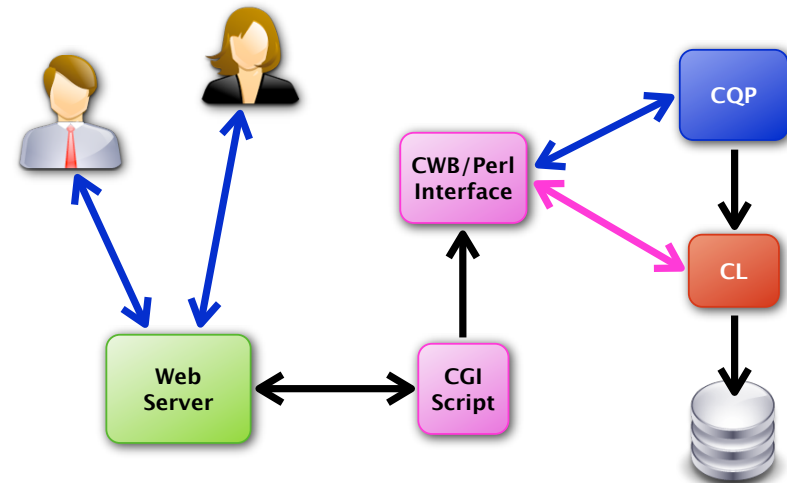 CQP
CWB/Perl
Interface
CL
Web
Server
CGI
Script